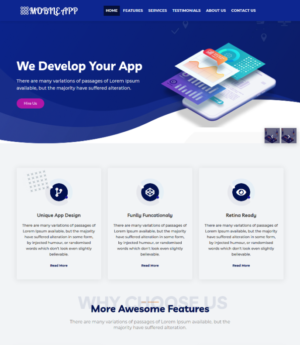 MOBILE APP
HOME FEATURES SERVICES TESTIMONIALS ABOUT US CONTACT US
We Develop Your App
There are many variations of passages of Lorem Ipsum
available, but the majority have suffered alteration.
Hire Us
Unique App Design
There are many variations of passages of
Lorem Ipsum available, but the majority
have suffered alteration in some form,
by injected humour, or randomised
words which don't look even slightly
believable.
Read More
Funlly Funcationaly
There are many variations of passages of
Lorem Ipsum available, but the majority
have suffered alteration in some form,
by injected humour, or randomised
words which don't look even slightly
believable.
Read More
Retina Ready
There are many variations of passages of
Lorem Ipsum available, but the majority
have suffered alteration in some form,
by injected humour, or randomised
words which don't look even slightly
believable.
Read More
WHY CHOOSE US
More Awesome Features
There are many variations of passages of Lorem Ipsum available, but the
majority have suffered alteration.